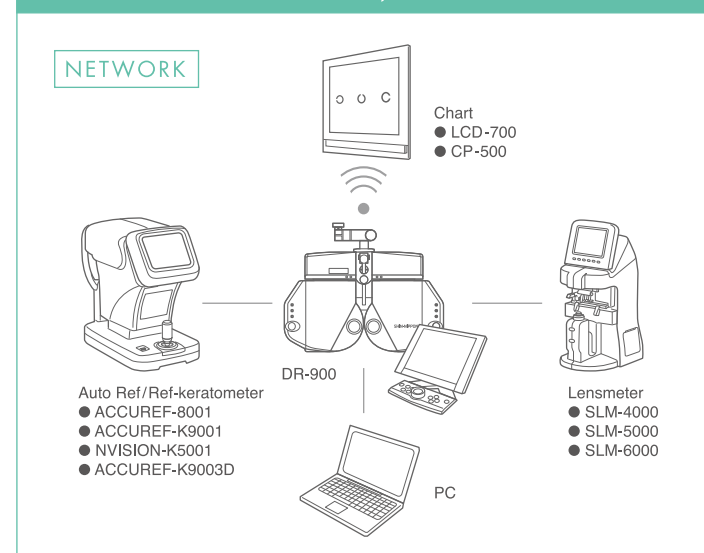 NETWORK
Chart
● LCD-700
● CP-500
DR-900
Auto Ref/Ref-keratometer
● ACCUREF-8001
● ACCUREF-K9001
● NVISION-K5001
● ACCUREF-K9003D
Lensmeter
● SLM-4000
● SLM-5000
● SLM-6000
PC